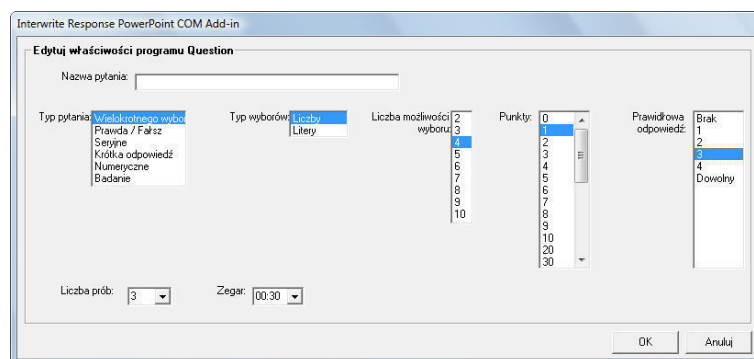 Interwrite Response PowerPoint COM Add-in
Edytuj właściwości programu Question
Nazwa pytania:
Typ pytania:
Wielokrotnego wybor
Prawda / Fałsz
Seryjne
Krótka odpowiedź
Numeryczne
Badanie
Typ wyborów:
Liczby
Litery
Liczba możliwości
wyboru:
2
3
4
5
6
7
8
9
10
Punkty:
0
1
2
3
4
5
6
7
8
9
10
20
30
Prawidłowa
odpowiedź:
Brak
1
2
3
4
Dowolny
Liczba prób:
3
Zegar:
00:30
OK
Anuluj